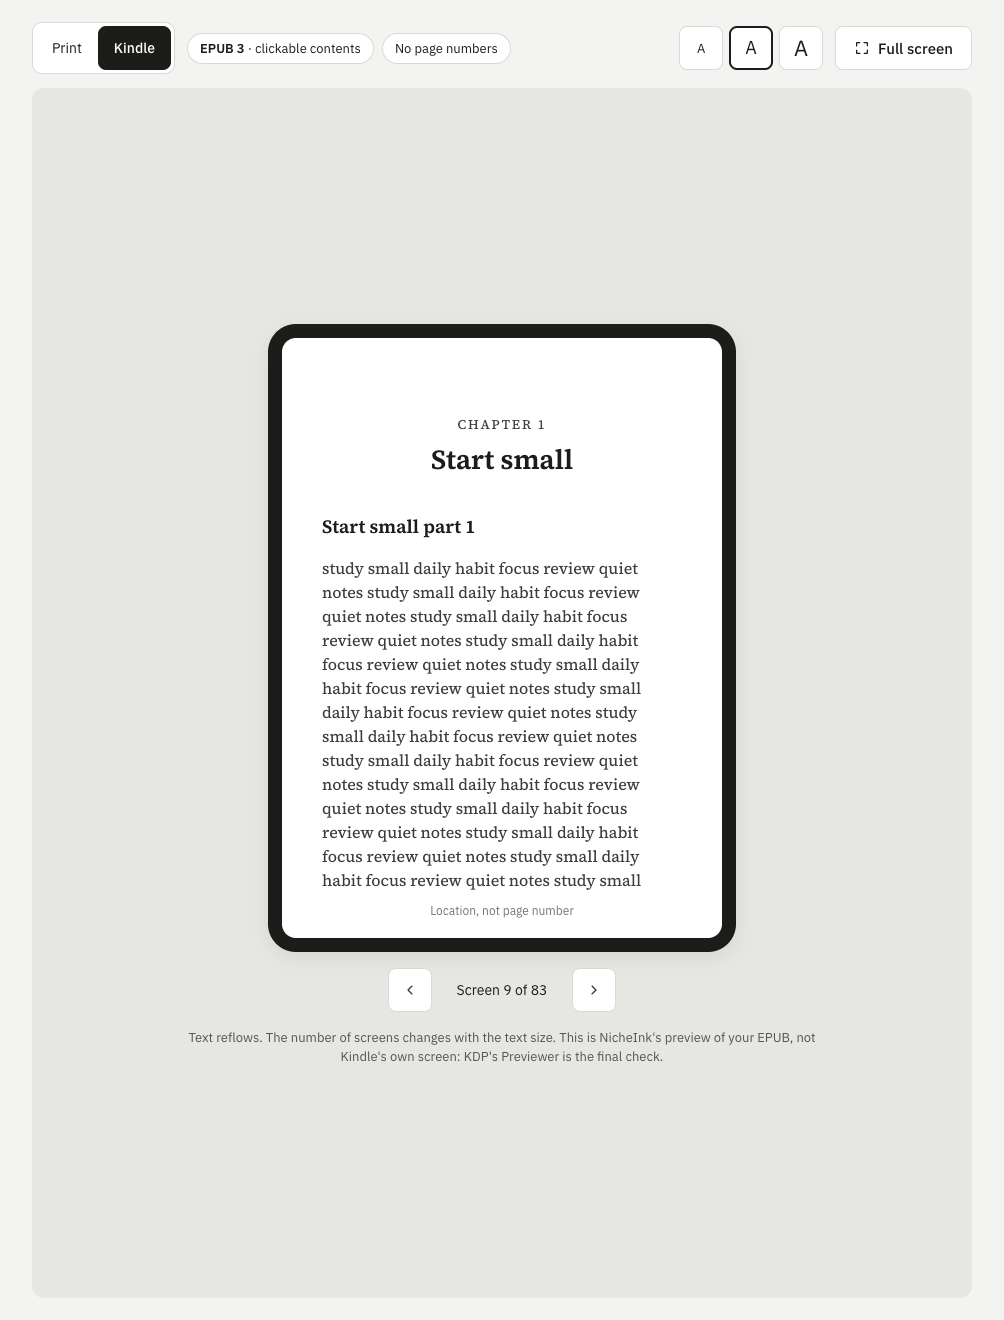 Print Kindle EPUB 3 · clickable contents No page numbers A A A Full screen
CHAPTER 1
Start small
Start small part 1
study small daily habit focus review quiet
notes study small daily habit focus review
quiet notes study small daily habit focus
review quiet notes study small daily habit
focus review quiet notes study small daily
habit focus review quiet notes study small
daily habit focus review quiet notes study
small daily habit focus review quiet notes
study small daily habit focus review quiet
notes study small daily habit focus review
quiet notes study small daily habit focus
review quiet notes study small daily habit
focus review quiet notes study small daily
habit focus review quiet notes study small
Location, not page number
Screen 9 of 83
Text reflows. The number of screens changes with the text size. This is NicheInk's preview of your EPUB, not
Kindle's own screen: KDP's Previewer is the final check.